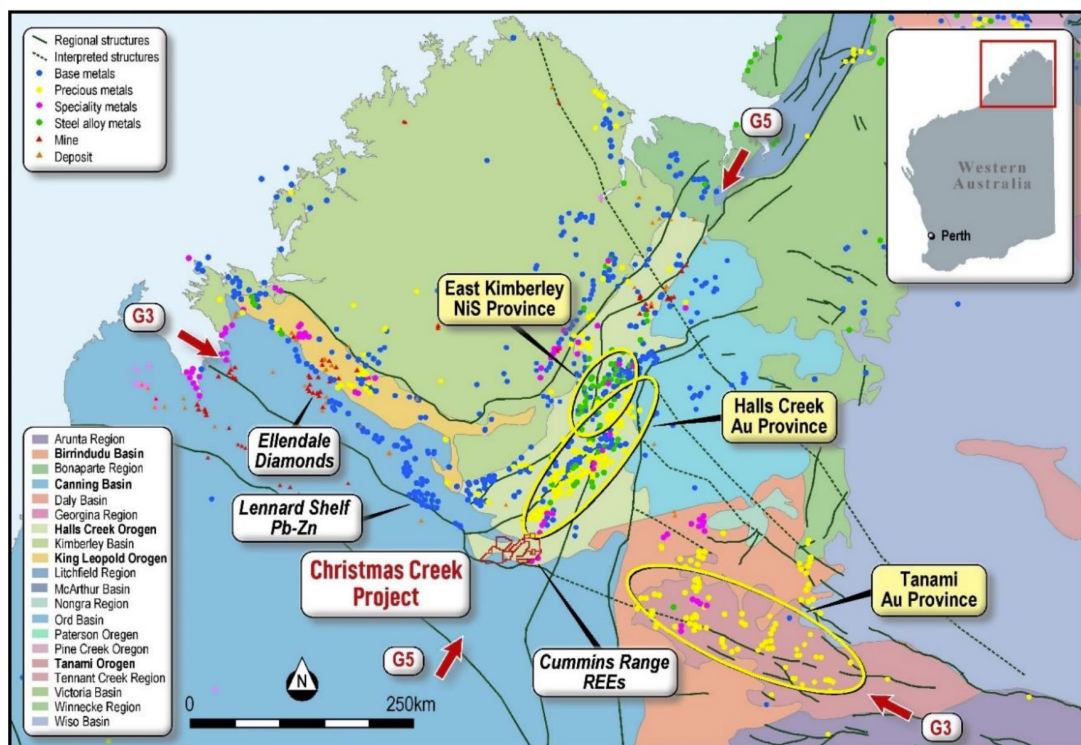 Regional structures
Interpreted structures
Base metals
Precious metals
Speciality metals
Steel alloy metals
Mine
Deposit
G5
Western
Australia
Perth
East Kimberley
NiS Province
G3
Halls Creek
Au Province
Ellendale
Diamonds
Lennard Shelf
Pb-Zn
Christmas Creek
Project
Tanami
Au Province
G5
Cummins Range
REEs
G3
N
0
250km
Arunta Region
Birrindudu Basin
Bonaparte Region
Canning Basin
Daly Basin
Georgina Region
Halls Creek Orogen
Kimberley Basin
King Leopold Orogen
Litchfield Region
McArthur Basin
Nongra Region
Ord Basin
Paterson Oregen
Pine Creek Oregon
Tanami Orogen
Tennant Creek Region
Victoria Basin
Winnecke Region
Wiso Basin